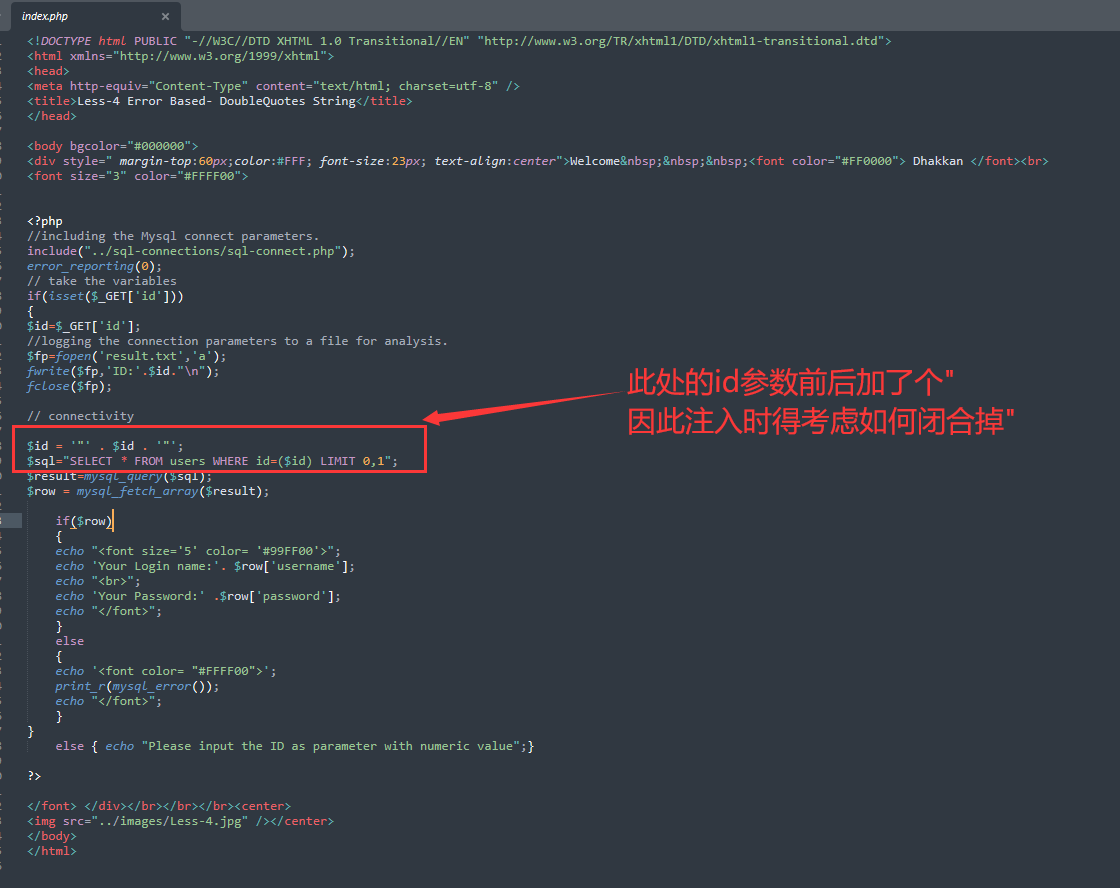 index.php ×
<!DOCTYPE html PUBLIC "-//W3C//DTD XHTML 1.0 Transitional//EN" "http://www.w3.org/TR/xhtml1/DTD/xhtml1-transitional.dtd">
<html xmlns="http://www.w3.org/1999/xhtml">
<head>
<meta http-equiv="Content-Type" content="text/html; charset=utf-8" />
<title>Less-4 Error Based- DoubleQuotes String</title>
</head>
<body bgcolor="#000000">
<div style=" margin-top:60px;color:#FFF; font-size:23px; text-align:center">Welcome&nbsp;&nbsp;&nbsp;<font color="#FF0000"> Dhakkan </font><br>
<font size="3" color="#FFFF00">
<?php
//including the Mysql connect parameters.
include("../sql-connections/sql-connect.php");
error_reporting(0);
// take the variables
if(isset($_GET['id']))
{
$id=$_GET['id'];
//logging the connection parameters to a file for analysis.
$fp=fopen('result.txt','a');
fwrite($fp,'ID:'.$id."\n");
fclose($fp);
此处的id参数前后加了个"
因此注入时得考虑如何闭合掉"
// connectivity
$id = '"' . $id . '"';
$sql="SELECT * FROM users WHERE id=($id) LIMIT 0,1";
$result=mysql_query($sql);
$row = mysql_fetch_array($result);
if($row)
{
echo "<font size='5' color= '#99FF00'>";
echo 'Your Login name:'. $row['username'];
echo "<br>";
echo 'Your Password:' .$row['password'];
echo "</font>";
}
else
{
echo '<font color= "#FFFF00">';
print_r(mysql_error());
echo "</font>";
}
}
else { echo "Please input the ID as parameter with numeric value";}
?>
</font> </div></br></br></br><center>
<img src="../images/Less-4.jpg" /></center>
</body>
</html>